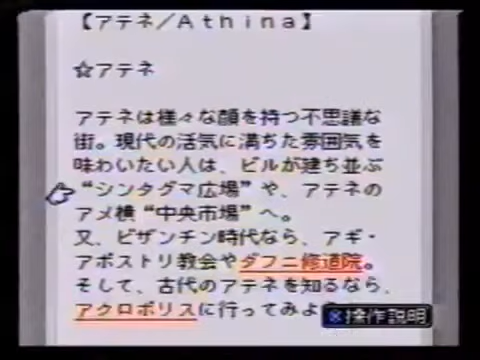 【アテネ／Athina】
☆アテネ
アテネは様々な顔を持つ不思議な
街。現代の活気に満ちた雰囲気を
味わいたい人は、ビルが建ち並ぶ
“シンタグマ広場”や、アテネの
アメ横“中央市場”へ。
又、ビザンチン時代なら、アギ・
アポストリ教会やダフニ修道院。
そして、古代のアテネを知るなら、
アクロポリスに行ってみよ
※操作説明